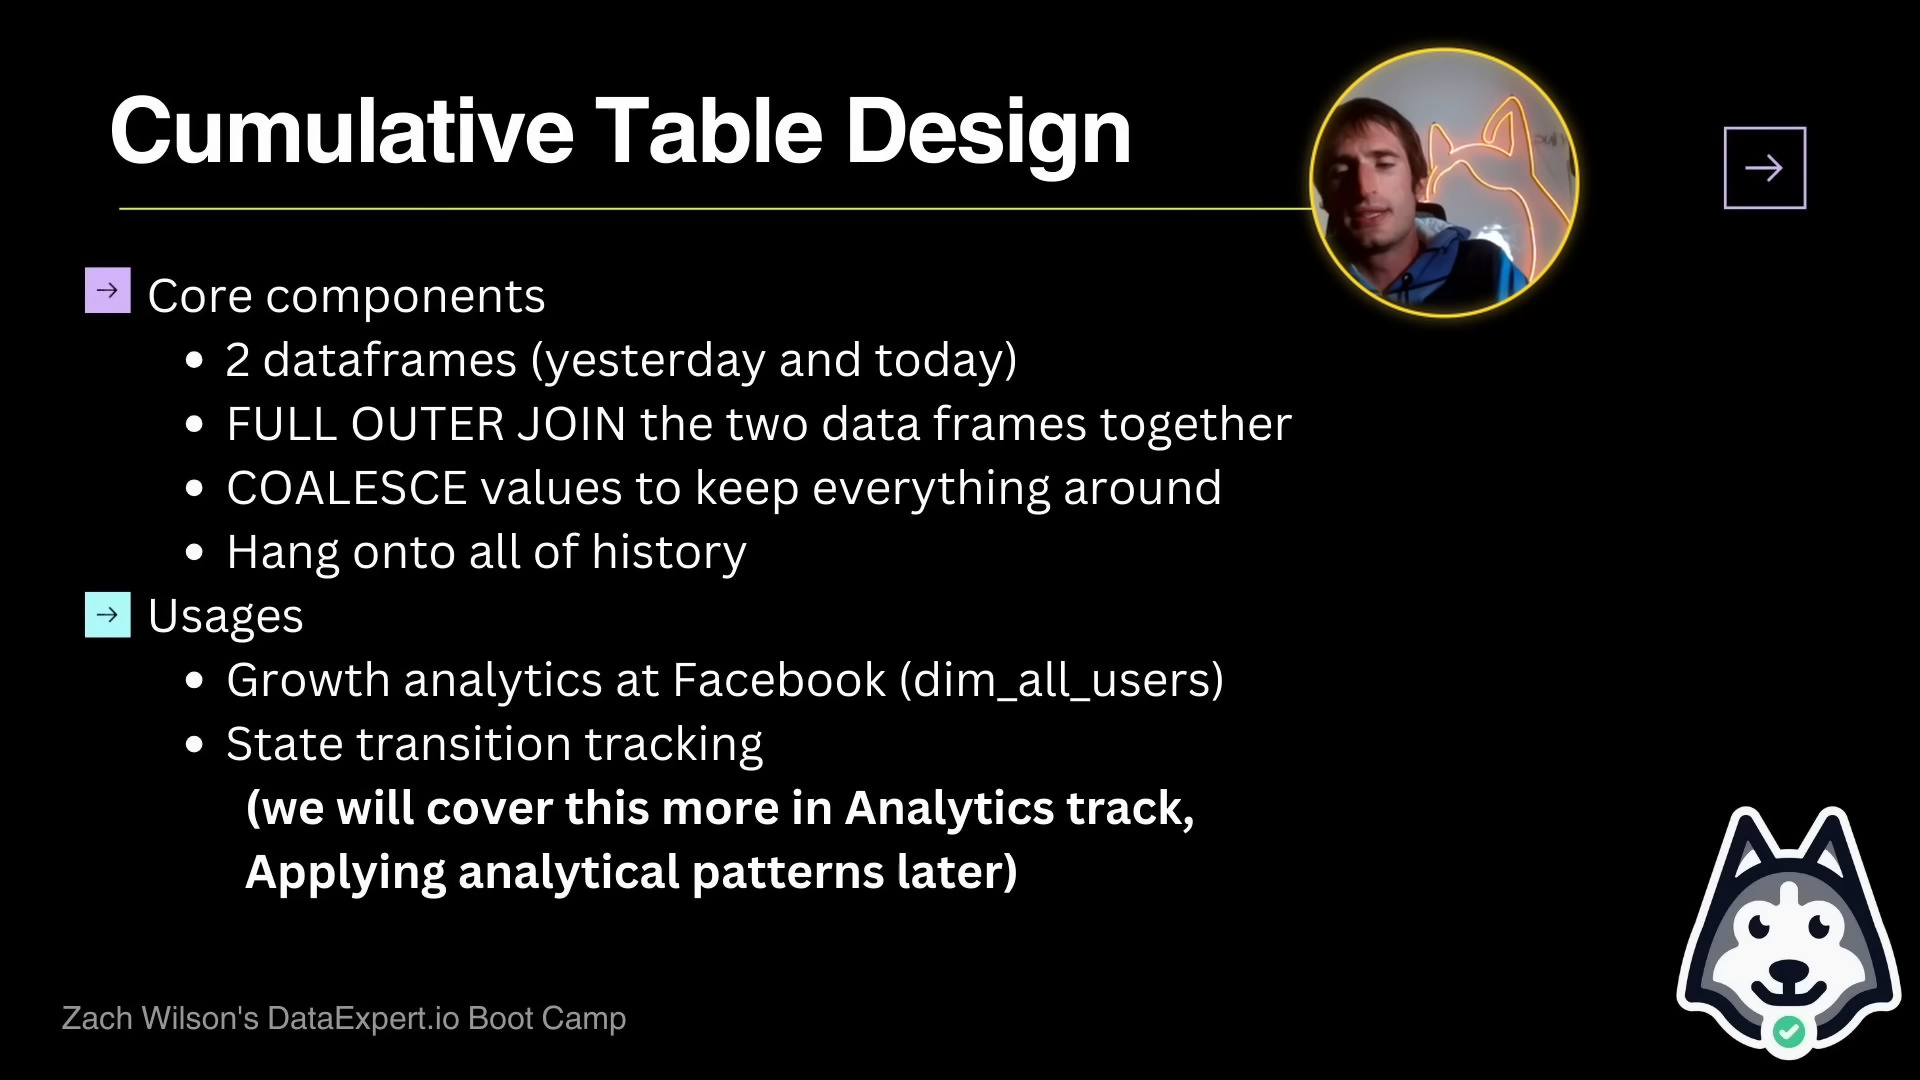 Cumulative Table Design
Core components
2 dataframes (yesterday and today)
FULL OUTER JOIN the two data frames together
COALESCE values to keep everything around
Hang onto all of history
Usages
Growth analytics at Facebook (dim_all_users)
State transition tracking
(we will cover this more in Analytics track,
Applying analytical patterns later)
Zach Wilson's DataExpert.io Boot Camp